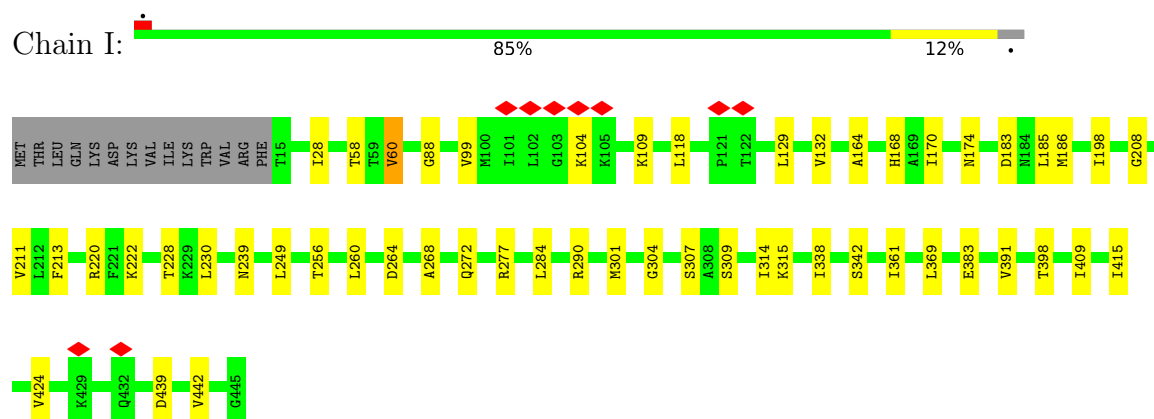 Chain I:
85% 12%
MET THR LEU GLN LYS ASP LYS VAL ILE LYS TRP VAL ARG PHE T15 I28 T58 T59 V60 G88 V99 M100 I101 L102 G103 K104 K105 K109 L118 P121 T122 L129 V132 A164 H168 A169 I170 N174 D183 N184 L185 M186 I198 G208
V211 L212 F213 R220 F221 K222 T228 K229 L230 N239 L249 T256 L260 D264 A268 Q272 R277 L284 R290 M301 G304 S307 A308 S309 I314 K315 I338 S342 I361 L369 E383 V391 T398 I409 I415
V424 K429 Q432 D439 V442 G445